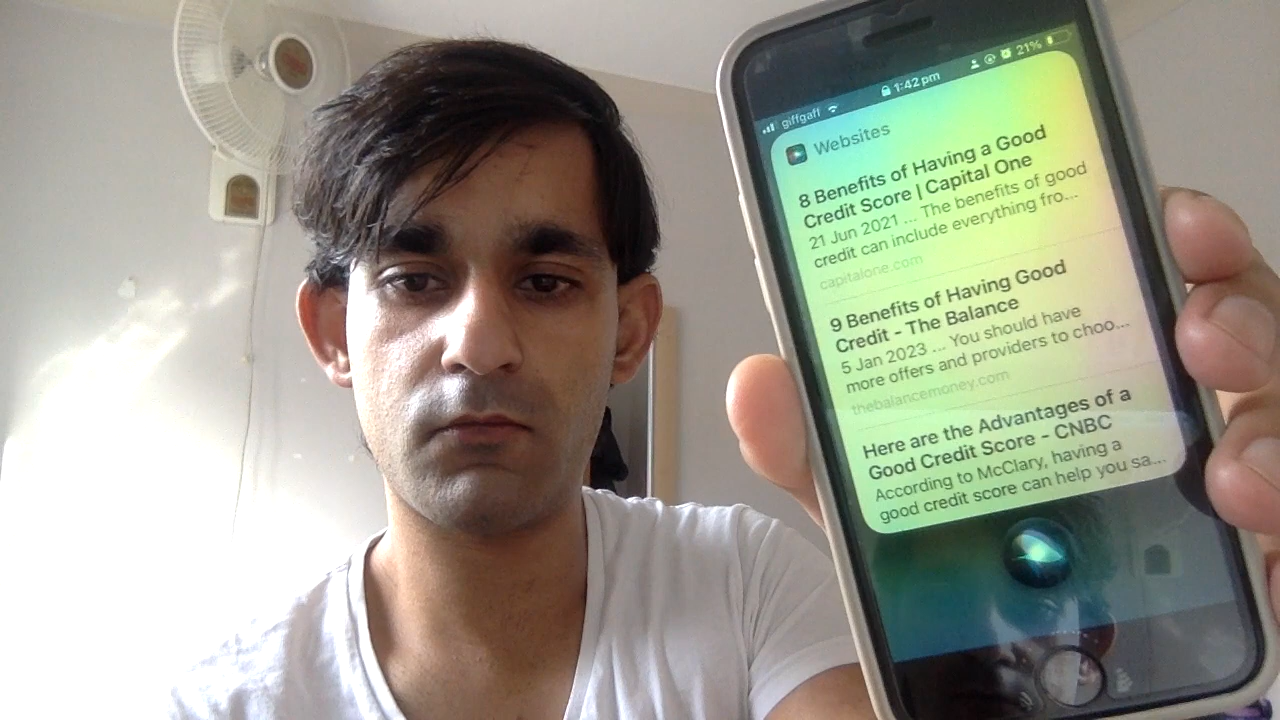 giffgaff 1:42pm 21%
Websites
8 Benefits of Having a Good
Credit Score | Capital One
21 Jun 2021 ... The benefits of good
credit can include everything fro...
capitalone.com
9 Benefits of Having Good
Credit - The Balance
5 Jan 2023 ... You should have
more offers and providers to choo...
thebalancemoney.com
Here are the Advantages of a
Good Credit Score - CNBC
According to McClary, having a
good credit score can help you sa...